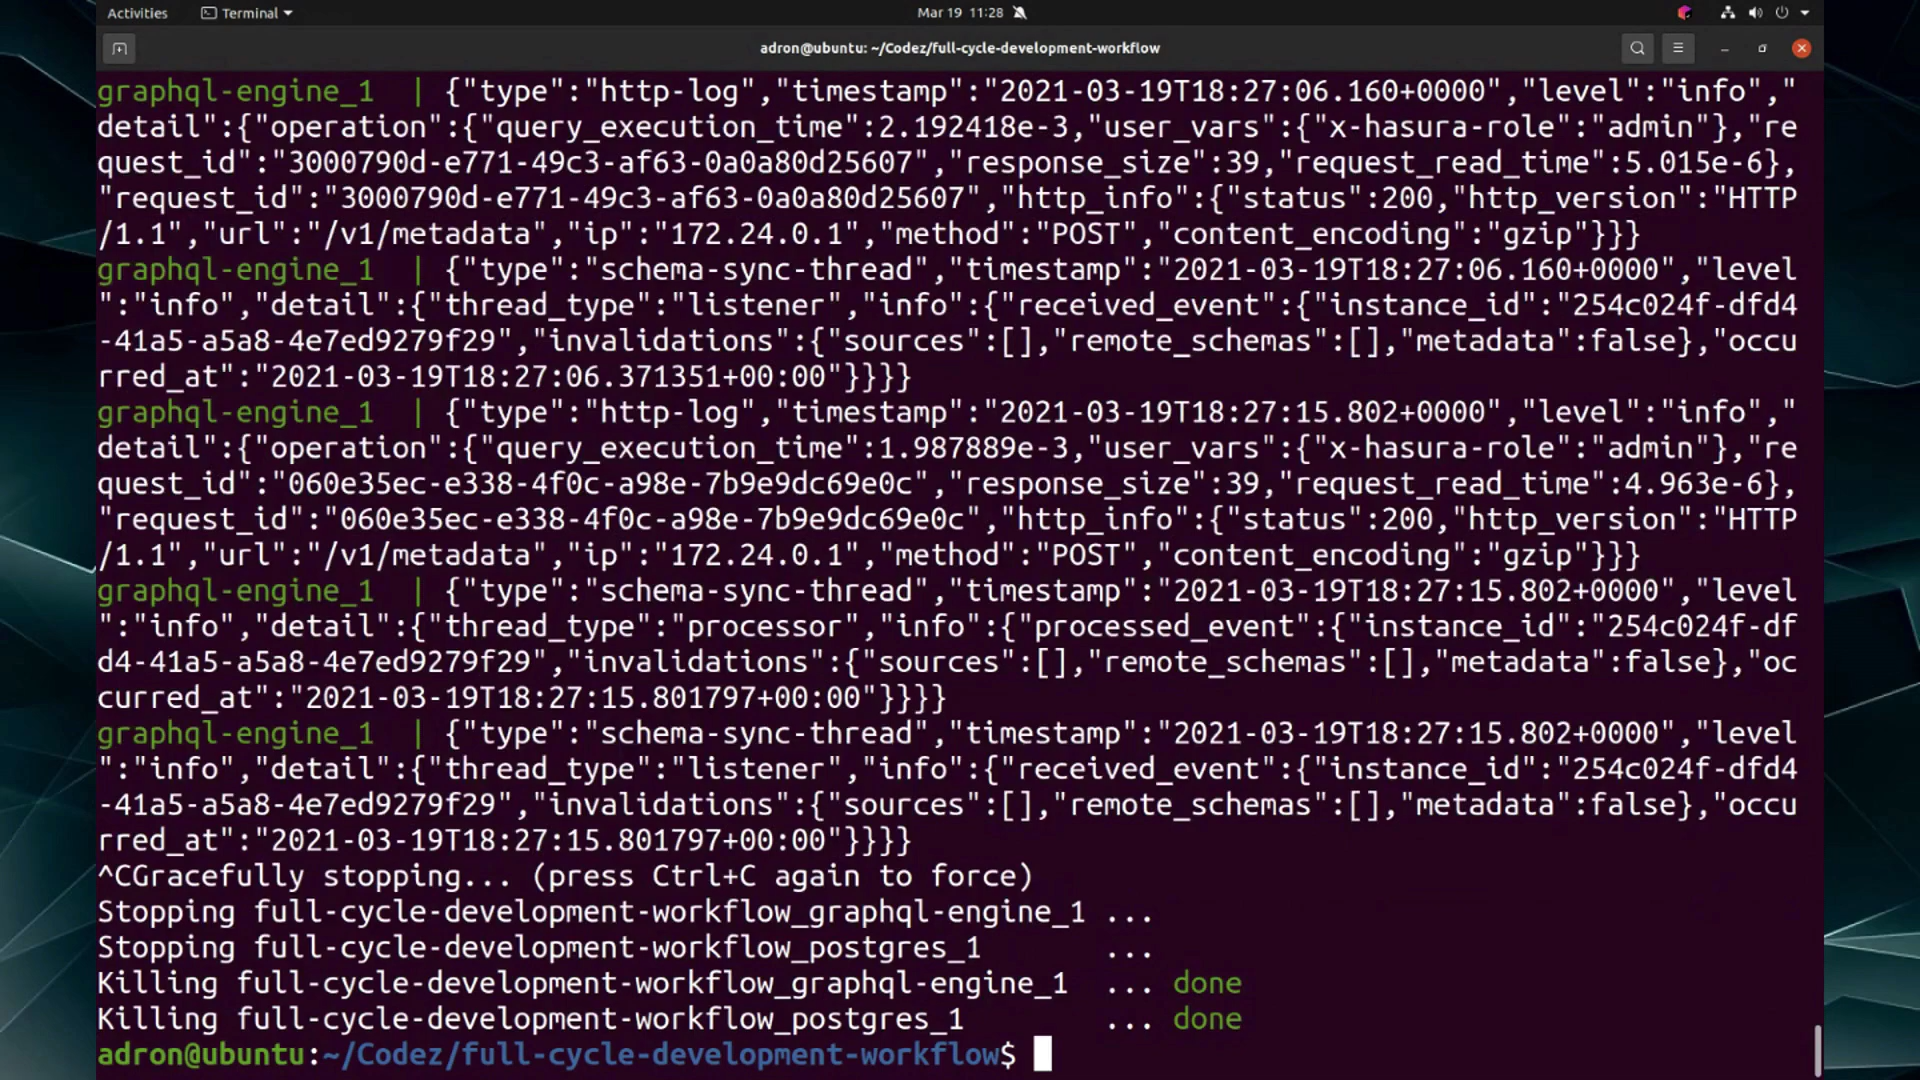 Activities Terminal Mar 19 11:28
adron@ubuntu: ~/Codez/full-cycle-development-workflow
graphql-engine_1  | {"type":"http-log","timestamp":"2021-03-19T18:27:06.160+0000","level":"info","
detail":{"operation":{"query_execution_time":2.192418e-3,"user_vars":{"x-hasura-role":"admin"},"re
quest_id":"3000790d-e771-49c3-af63-0a0a80d25607","response_size":39,"request_read_time":5.015e-6},
"request_id":"3000790d-e771-49c3-af63-0a0a80d25607","http_info":{"status":200,"http_version":"HTTP
/1.1","url":"/v1/metadata","ip":"172.24.0.1","method":"POST","content_encoding":"gzip"}}}
graphql-engine_1  | {"type":"schema-sync-thread","timestamp":"2021-03-19T18:27:06.160+0000","level
":"info","detail":{"thread_type":"listener","info":{"received_event":{"instance_id":"254c024f-dfd4
-41a5-a5a8-4e7ed9279f29","invalidations":{"sources":[],"remote_schemas":[],"metadata":false},"occu
rred_at":"2021-03-19T18:27:06.371351+00:00"}}}}
graphql-engine_1  | {"type":"http-log","timestamp":"2021-03-19T18:27:15.802+0000","level":"info","
detail":{"operation":{"query_execution_time":1.987889e-3,"user_vars":{"x-hasura-role":"admin"},"re
quest_id":"060e35ec-e338-4f0c-a98e-7b9e9dc69e0c","response_size":39,"request_read_time":4.963e-6},
"request_id":"060e35ec-e338-4f0c-a98e-7b9e9dc69e0c","http_info":{"status":200,"http_version":"HTTP
/1.1","url":"/v1/metadata","ip":"172.24.0.1","method":"POST","content_encoding":"gzip"}}}
graphql-engine_1  | {"type":"schema-sync-thread","timestamp":"2021-03-19T18:27:15.802+0000","level
":"info","detail":{"thread_type":"processor","info":{"processed_event":{"instance_id":"254c024f-df
d4-41a5-a5a8-4e7ed9279f29","invalidations":{"sources":[],"remote_schemas":[],"metadata":false},"oc
curred_at":"2021-03-19T18:27:15.801797+00:00"}}}}
graphql-engine_1  | {"type":"schema-sync-thread","timestamp":"2021-03-19T18:27:15.802+0000","level
":"info","detail":{"thread_type":"listener","info":{"received_event":{"instance_id":"254c024f-dfd4
-41a5-a5a8-4e7ed9279f29","invalidations":{"sources":[],"remote_schemas":[],"metadata":false},"occu
rred_at":"2021-03-19T18:27:15.801797+00:00"}}}}
^CGracefully stopping... (press Ctrl+C again to force)
Stopping full-cycle-development-workflow_graphql-engine_1 ...
Stopping full-cycle-development-workflow_postgres_1       ...
Killing full-cycle-development-workflow_graphql-engine_1  ... done
Killing full-cycle-development-workflow_postgres_1        ... done
adron@ubuntu:~/Codez/full-cycle-development-workflow$